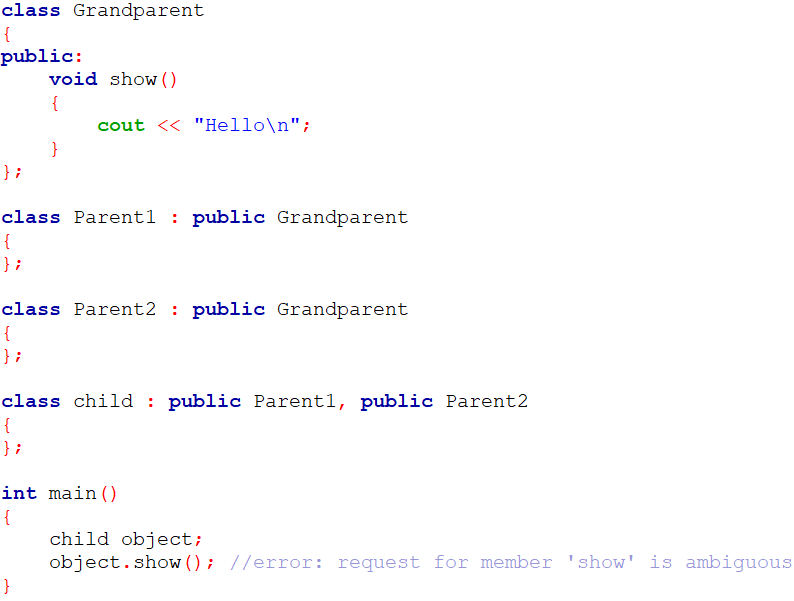 class Grandparent
{
public:
    void show()
    {
        cout << "Hello\n";
    }
};

class Parent1 : public Grandparent
{
};

class Parent2 : public Grandparent
{
};

class child : public Parent1, public Parent2
{
};

int main()
{
    child object;
    object.show(); //error: request for member 'show' is ambiguous
}